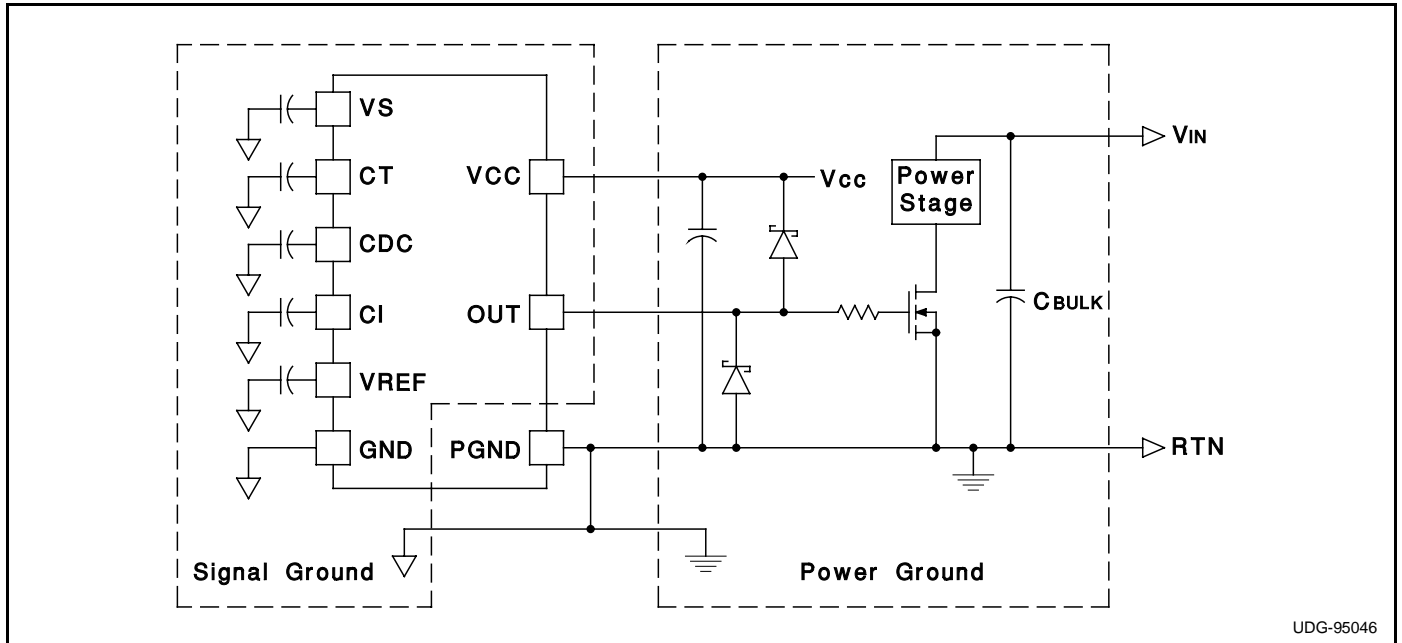 VS
CT
CDC
CI
VREF
GND
VCC
OUT
PGND
Vcc
Power
Stage
VIN
CBULK
RTN
Signal Ground
Power Ground
UDG-95046